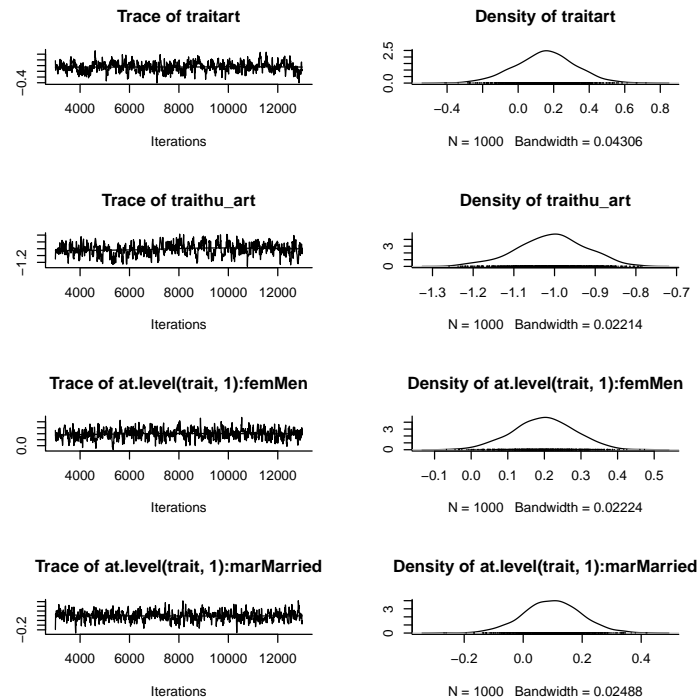 Trace of traitart
−0.4
4000 6000 8000 10000 12000
Iterations
Density of traitart
0.0 2.5
−0.4 0.0 0.2 0.4 0.6 0.8
N = 1000 Bandwidth = 0.04306
Trace of traithu_art
−1.2
4000 6000 8000 10000 12000
Iterations
Density of traithu_art
0 3
−1.3 −1.2 −1.1 −1.0 −0.9 −0.8 −0.7
N = 1000 Bandwidth = 0.02214
Trace of at.level(trait, 1):femMen
0.0
4000 6000 8000 10000 12000
Iterations
Density of at.level(trait, 1):femMen
0 3
−0.1 0.0 0.1 0.2 0.3 0.4 0.5
N = 1000 Bandwidth = 0.02224
Trace of at.level(trait, 1):marMarried
−0.2
4000 6000 8000 10000 12000
Iterations
Density of at.level(trait, 1):marMarried
0 3
−0.2 0.0 0.2 0.4
N = 1000 Bandwidth = 0.02488